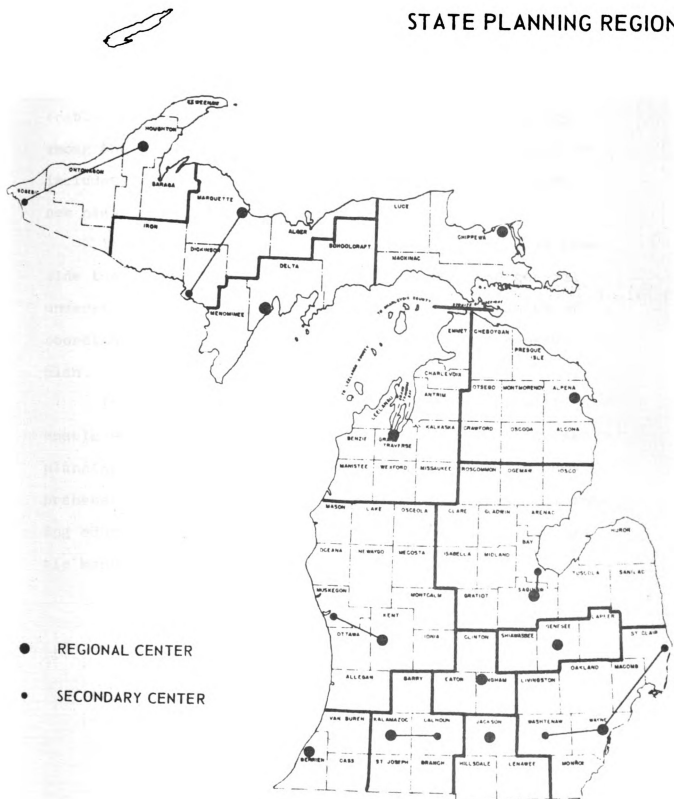 STATE PLANNING REGION
KEWEENAW
HOUGHTON
ONTONAGON
GOGEBIC
BARAGA
MARQUETTE
IRON
ALGER
LUCE
CHIPPEWA
SCHOOLCRAFT
MACKINAC
DICKINSON
DELTA
MENOMINEE
EMMET
CHEBOYGAN
PRESQUE
ISLE
CHARLEVOIX
ANTRIM
OTSEGO
MONTMORENCY
ALPENA
LEELANAU
KALKASKA
CRAWFORD
OSCODA
ALCONA
BENZIE
GRAND
TRAVERSE
MANISTEE
WEXFORD
MISSAUKEE
ROSCOMMON
OGEMAW
IOSCO
MASON
LAKE
OSCEOLA
CLARE
GLADWIN
ARENAC
HURON
BAY
OCEANA
NEWAYGO
MECOSTA
ISABELLA
MIDLAND
TUSCOLA
SANILAC
MUSKEGON
MONTCALM
GRATIOT
SAGINAW
KENT
OTTAWA
IONIA
CLINTON
SHIAWASSEE
GENESEE
LAPEER
ST. CLAIR
● REGIONAL CENTER
ALLEGAN
BARRY
EATON
INGHAM
LIVINGSTON
OAKLAND
MACOMB
• SECONDARY CENTER
VAN BUREN
KALAMAZOO
CALHOUN
JACKSON
WASHTENAW
WAYNE
BERRIEN
CASS
ST JOSEPH
BRANCH
HILLSDALE
LENAWEE
MONROE